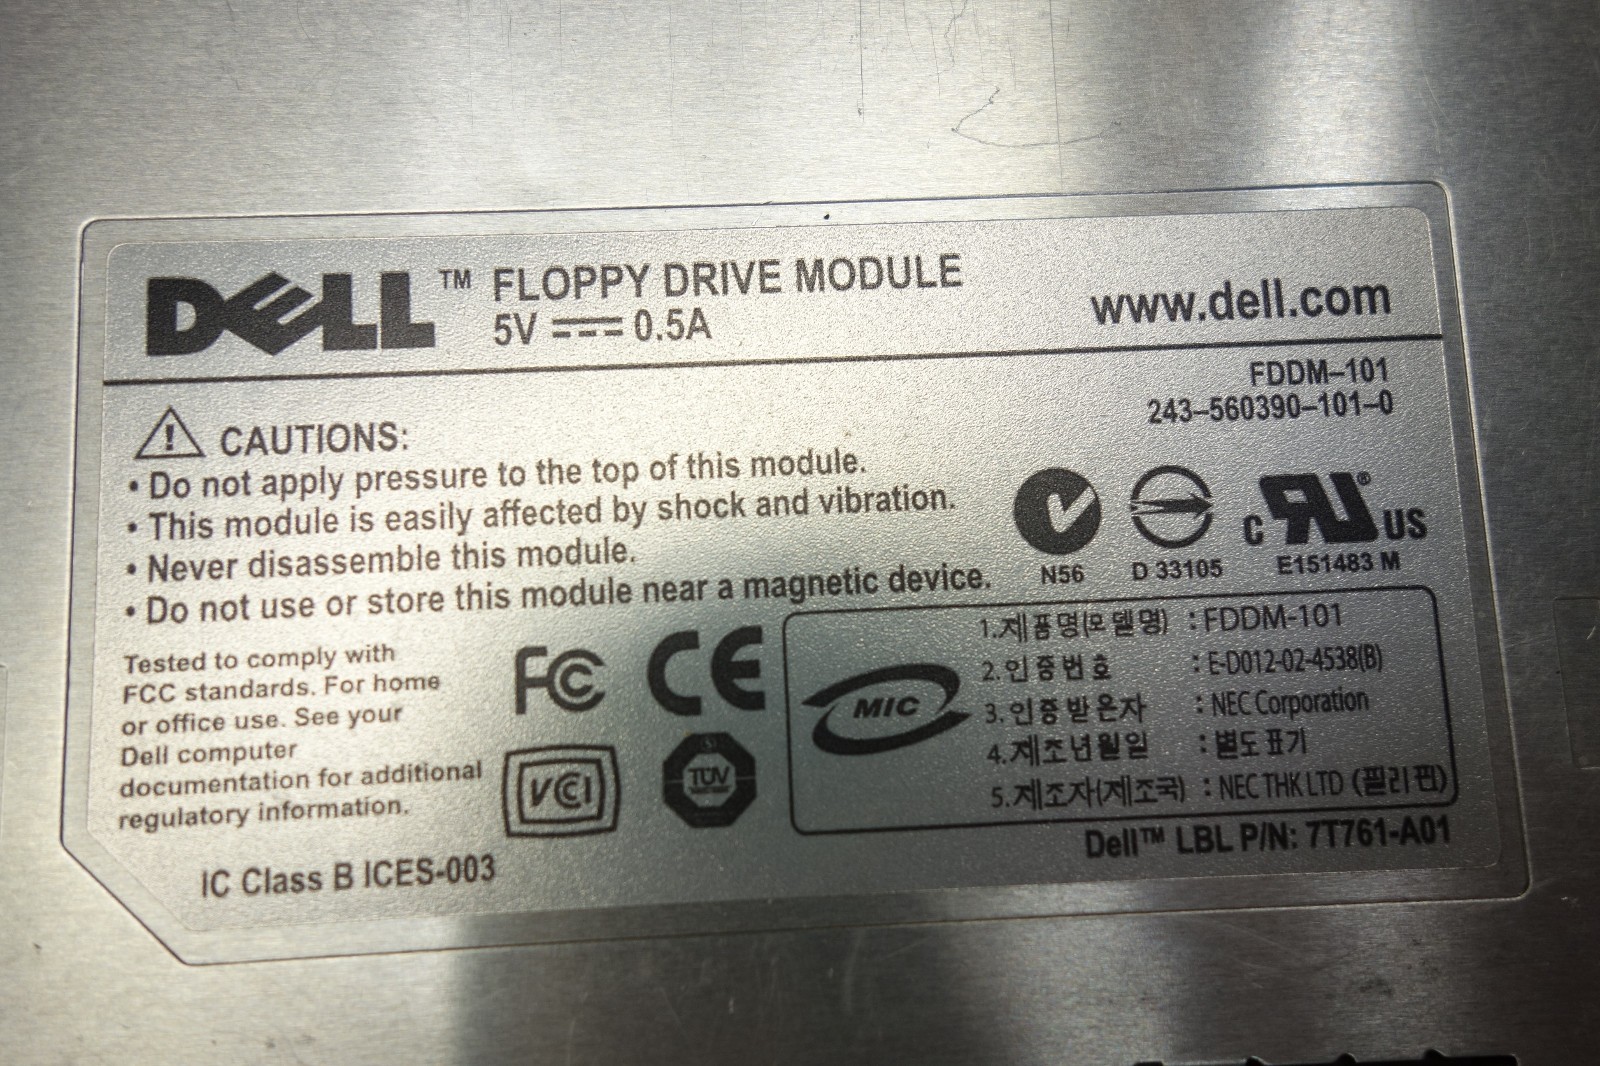 DELL™ FLOPPY DRIVE MODULE
5V ⎓ 0.5A
www.dell.com
FDDM-101
243-560390-101-0
CAUTIONS:
• Do not apply pressure to the top of this module.
• This module is easily affected by shock and vibration.
• Never disassemble this module.
• Do not use or store this module near a magnetic device.
N56
D 33105
c RU® US
E151483 M
Tested to comply with
FCC standards. For home
or office use. See your
Dell computer
documentation for additional
regulatory information.
FC CE
VCCI
TÜV
IC Class B ICES-003
MIC
1.제품명(모델명) : FDDM-101
2.인증번호 : E-D012-02-4538(B)
3.인증받은자 : NEC Corporation
4.제조년월일 : 별도표기
5.제조자(제조국) : NEC THK LTD (필리핀)
Dell™ LBL P/N: 7T761-A01